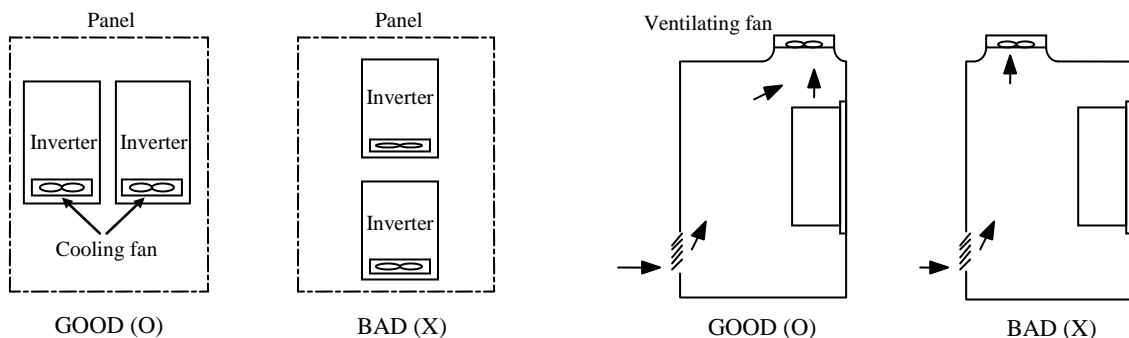 Panel
Inverter Inverter
Cooling fan
GOOD (O)
Panel
Inverter
Inverter
BAD (X)
Ventilating fan
GOOD (O)
BAD (X)